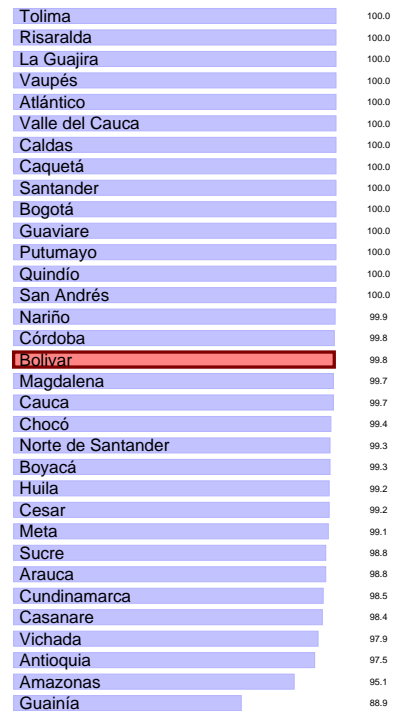 Tolima 100.0
Risaralda 100.0
La Guajira 100.0
Vaupés 100.0
Atlántico 100.0
Valle del Cauca 100.0
Caldas 100.0
Caquetá 100.0
Santander 100.0
Bogotá 100.0
Guaviare 100.0
Putumayo 100.0
Quindío 100.0
San Andrés 100.0
Nariño 99.9
Córdoba 99.8
Bolivar 99.8
Magdalena 99.7
Cauca 99.7
Chocó 99.4
Norte de Santander 99.3
Boyacá 99.3
Huila 99.2
Cesar 99.2
Meta 99.1
Sucre 98.8
Arauca 98.8
Cundinamarca 98.5
Casanare 98.4
Vichada 97.9
Antioquia 97.5
Amazonas 95.1
Guainía 88.9